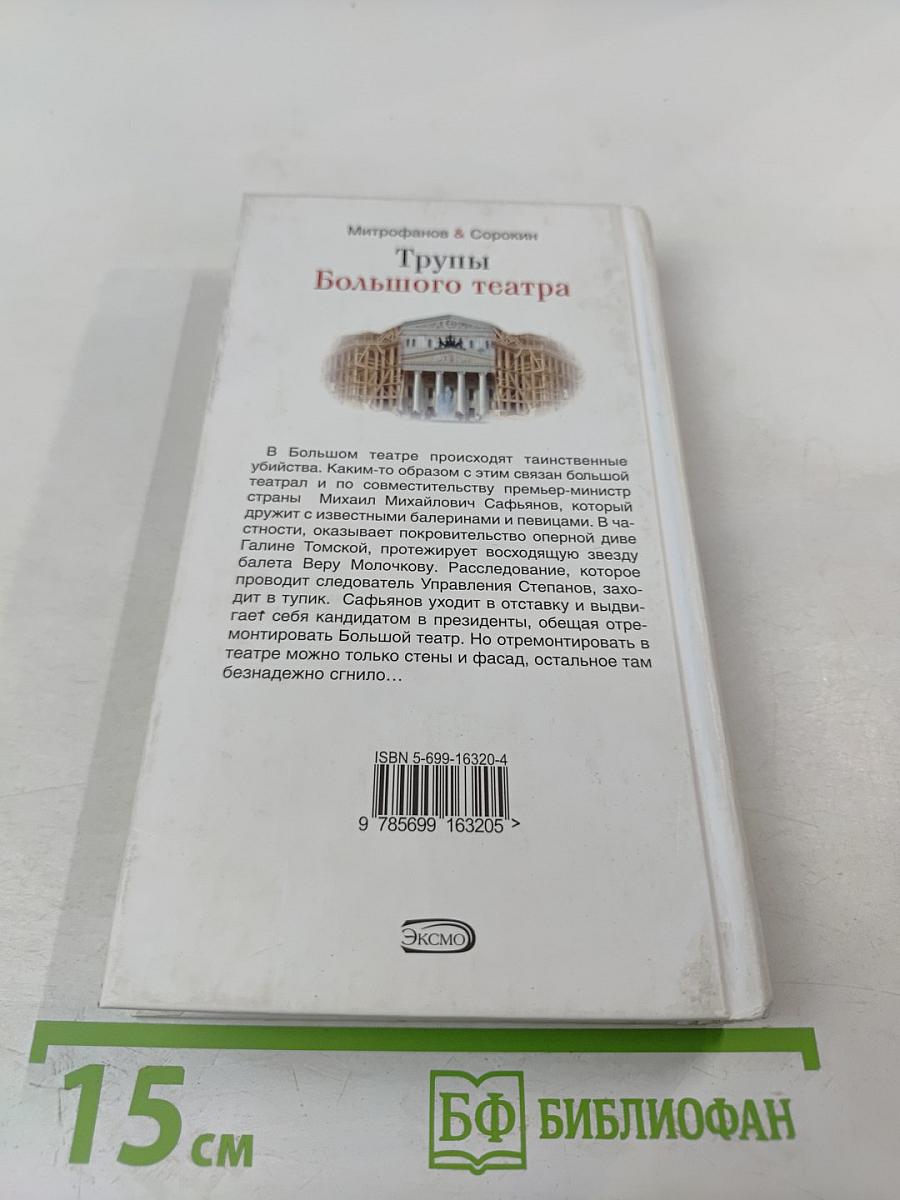 Митрофанов & Сорокин
Трупы
Большого театра
В Большом театре происходят таинственные
убийства. Каким-то образом с этим связан большой
театрал и по совместительству премьер-министр
страны Михаил Михайлович Сафьянов, который
дружит с известными балеринами и певицами. В ча-
стности, оказывает покровительство оперной диве
Галине Томской, протежирует восходящую звезду
балета Веру Молочкову. Расследование, которое
проводит следователь Управления Степанов, захо-
дит в тупик. Сафьянов уходит в отставку и выдви-
гает себя кандидатом в президенты, обещая отре-
монтировать Большой театр. Но отремонтировать в
театре можно только стены и фасад, остальное там
безнадежно сгнило...
ISBN 5-699-16320-4
9 785699 163205 >
ЭКСМО
15 см
БФ БИБЛИОФАН